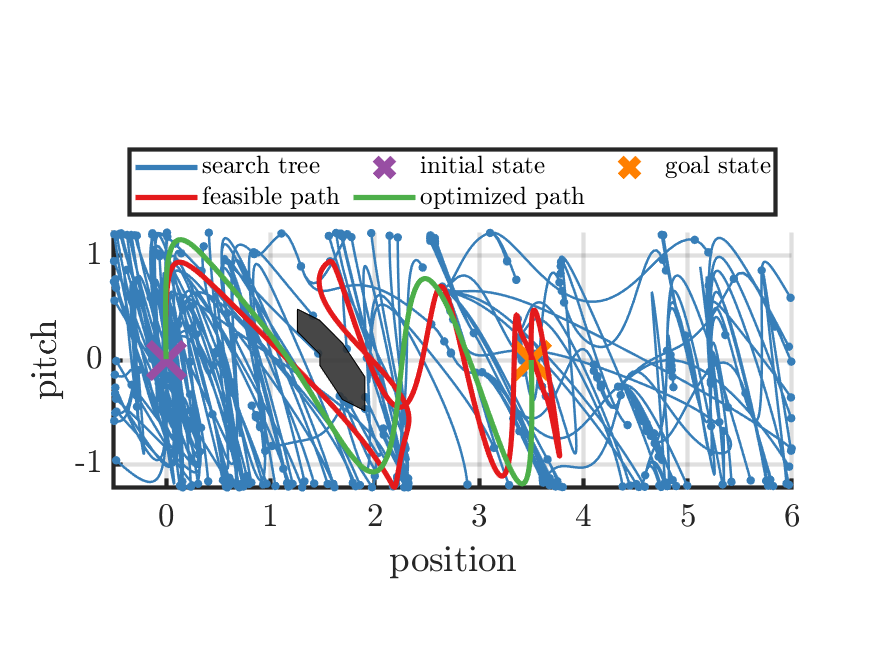 search tree initial state goal state
feasible path optimized path
1
0
-1
pitch
0 1 2 3 4 5 6
position